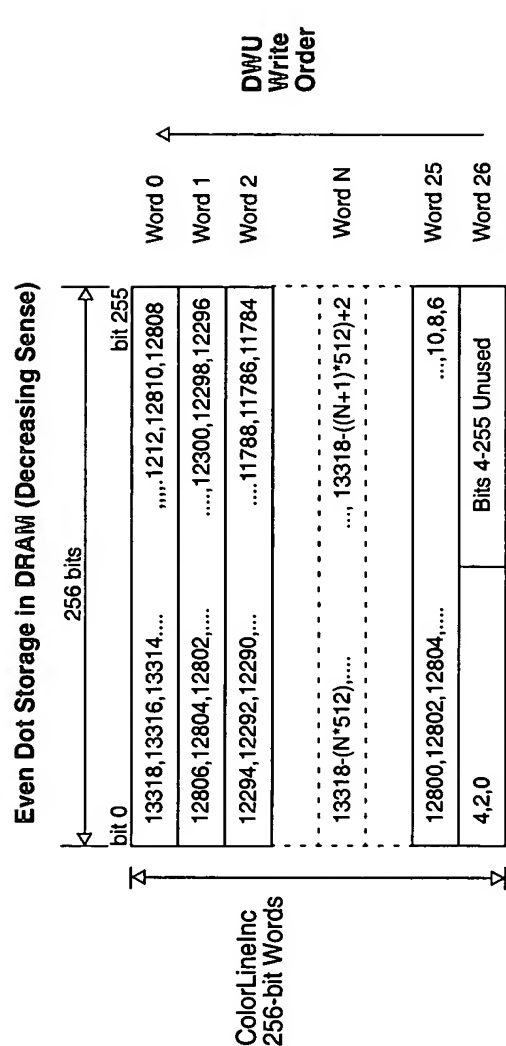 Even Dot Storage in DRAM (Decreasing Sense)
256 bits
bit 0 bit 255
13318,13316,13314.... ,,,,.1212,12810,12808 Word 0
12806,12804,12802,.... ....,12300,12298,12296 Word 1
12294,12292,12290,... ....11788,11786,11784 Word 2
13318-(N*512),.... ..., 13318-((N+1)*512)+2 Word N
12800,12802,12804,.... ....,10,8,6 Word 25
4,2,0 Bits 4-255 Unused Word 26
ColorLineInc
256-bit Words
DWU
Write
Order